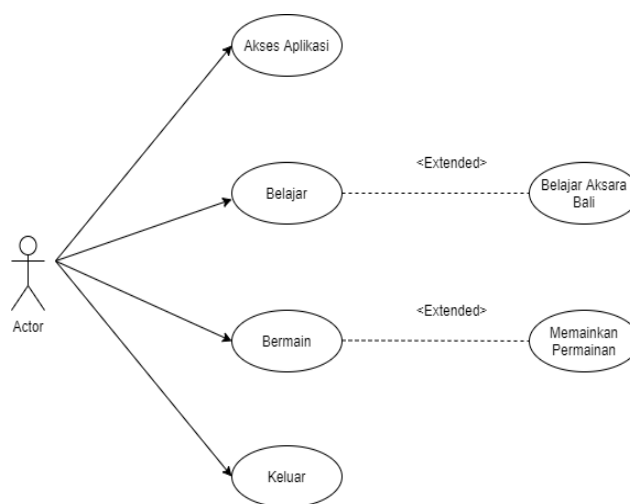 Akses Aplikasi
<Extended>
Belajar
Belajar Aksara
Bali
Actor
<Extended>
Bermain
Memainkan
Permainan
Keluar